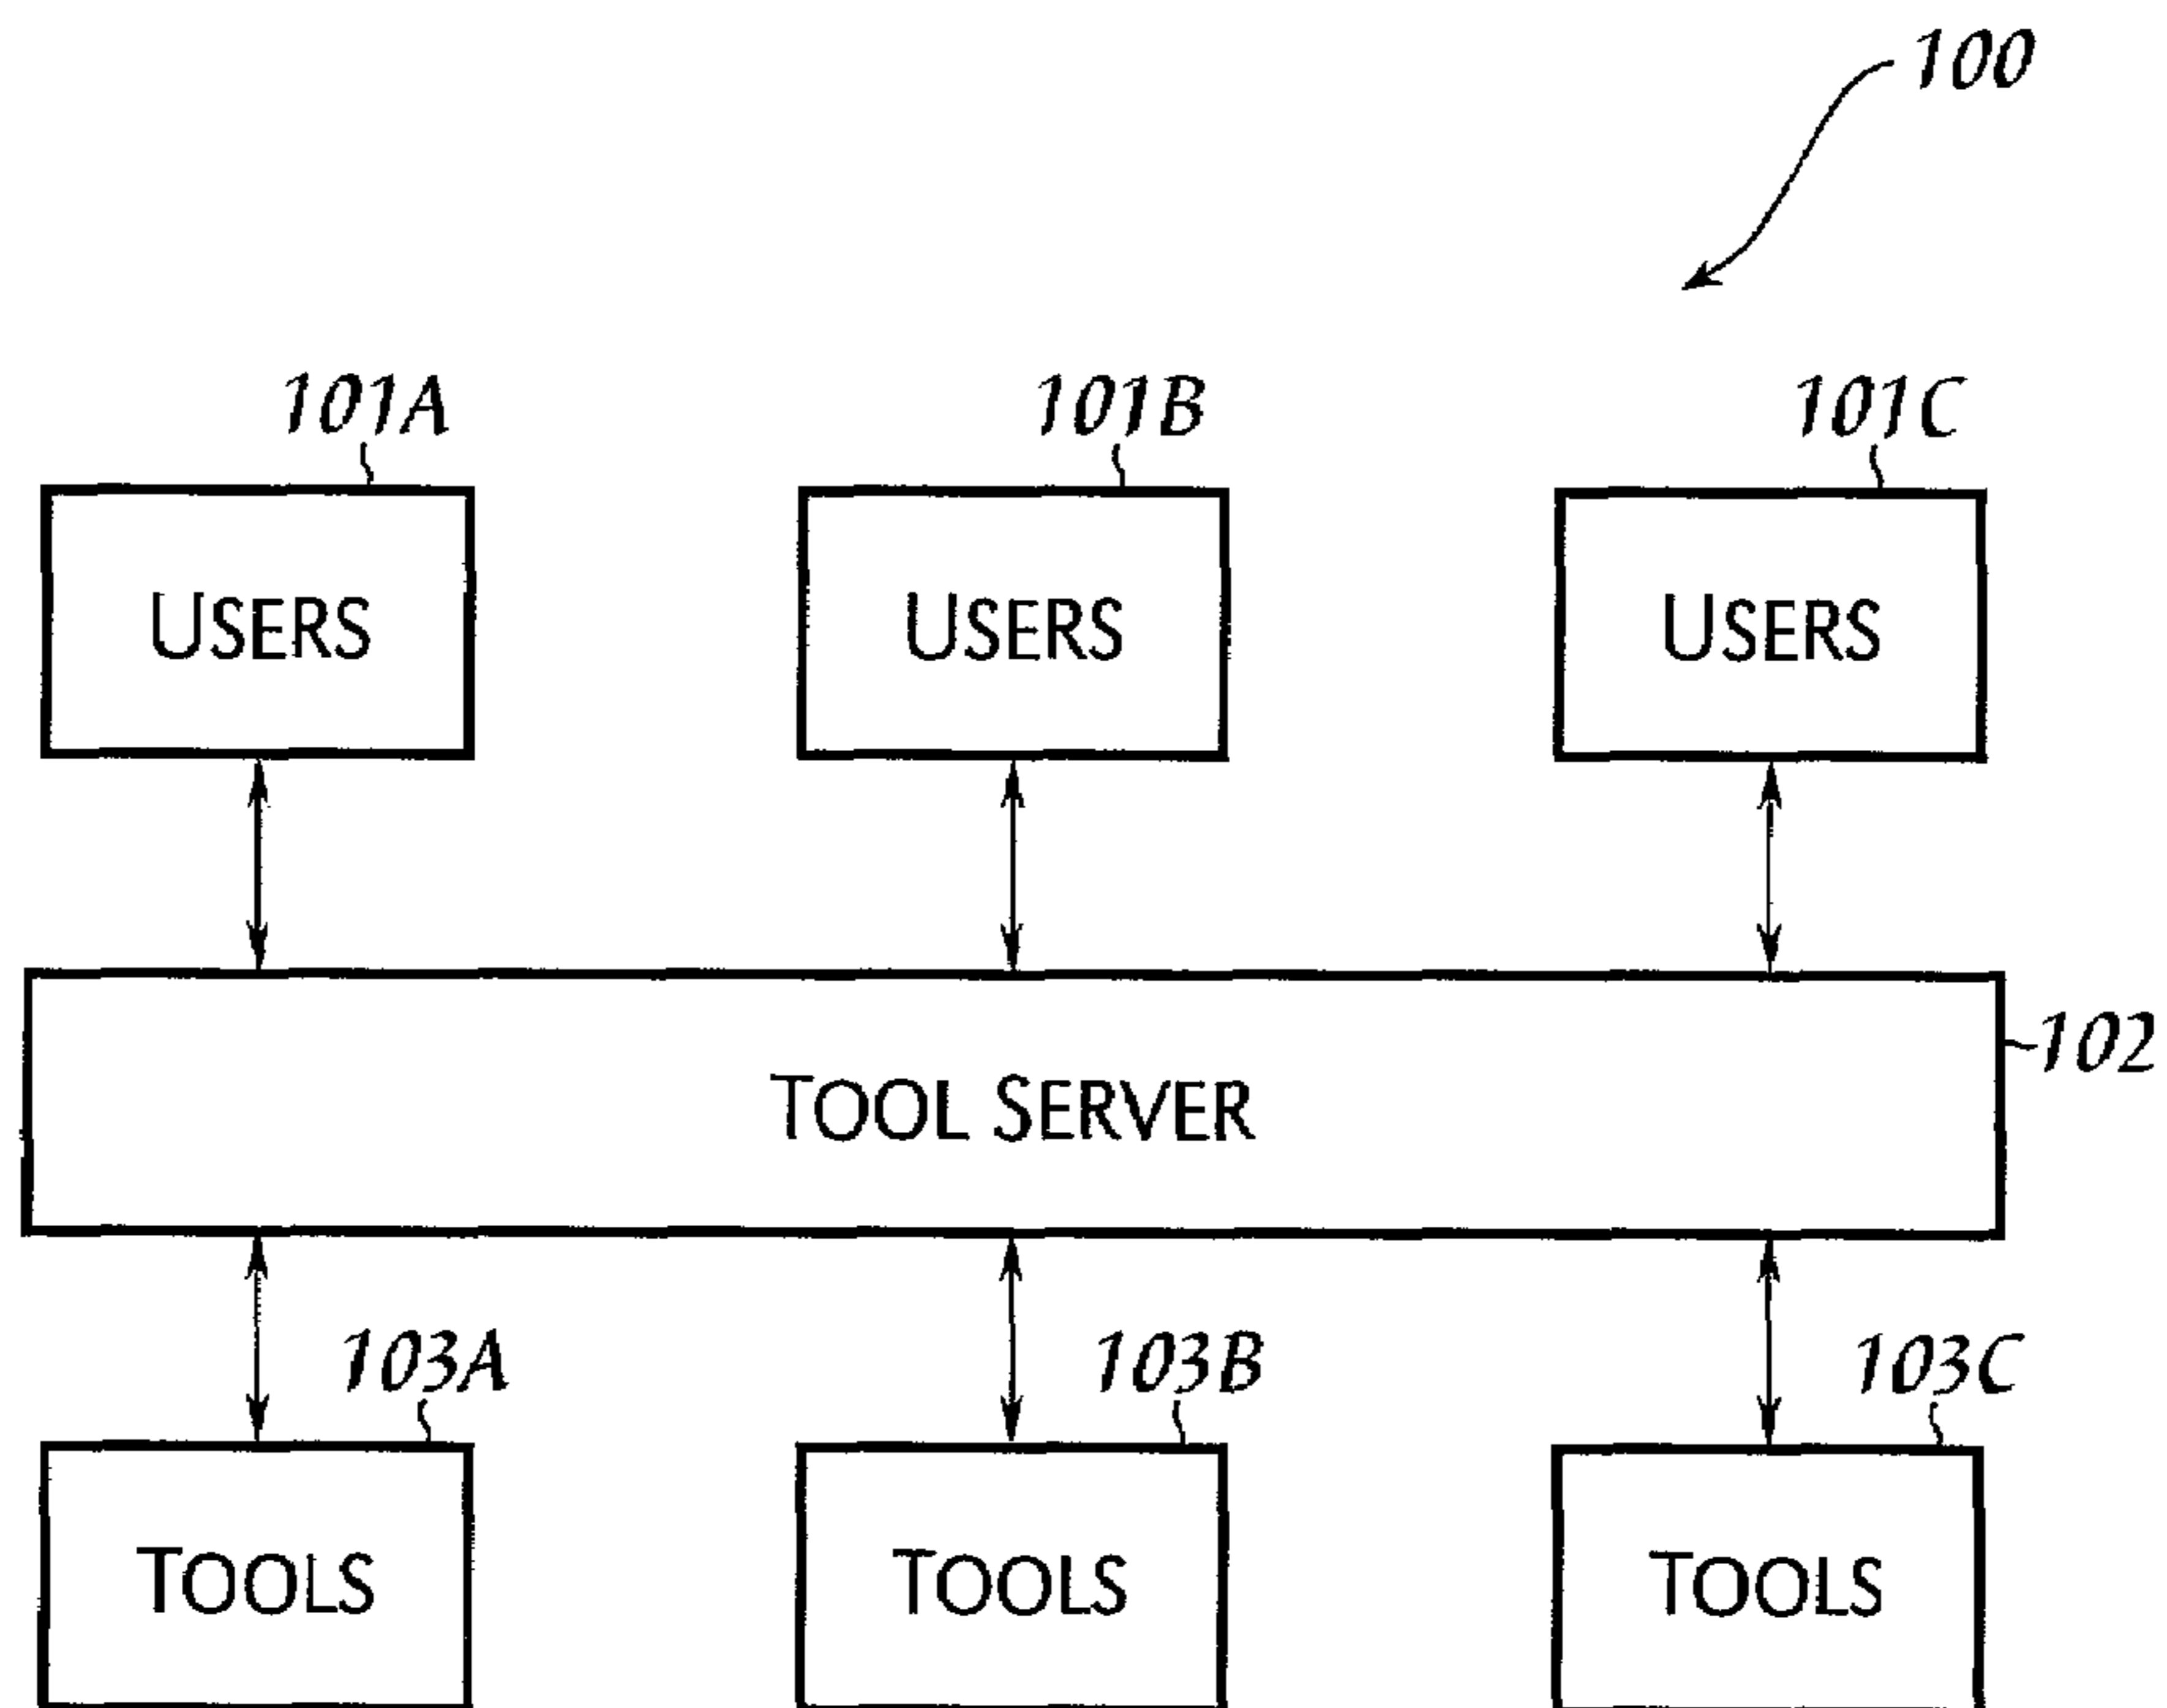 100
101A 101B 101C
USERS USERS USERS
102
TOOL SERVER
103A 103B 103C
TOOLS TOOLS TOOLS